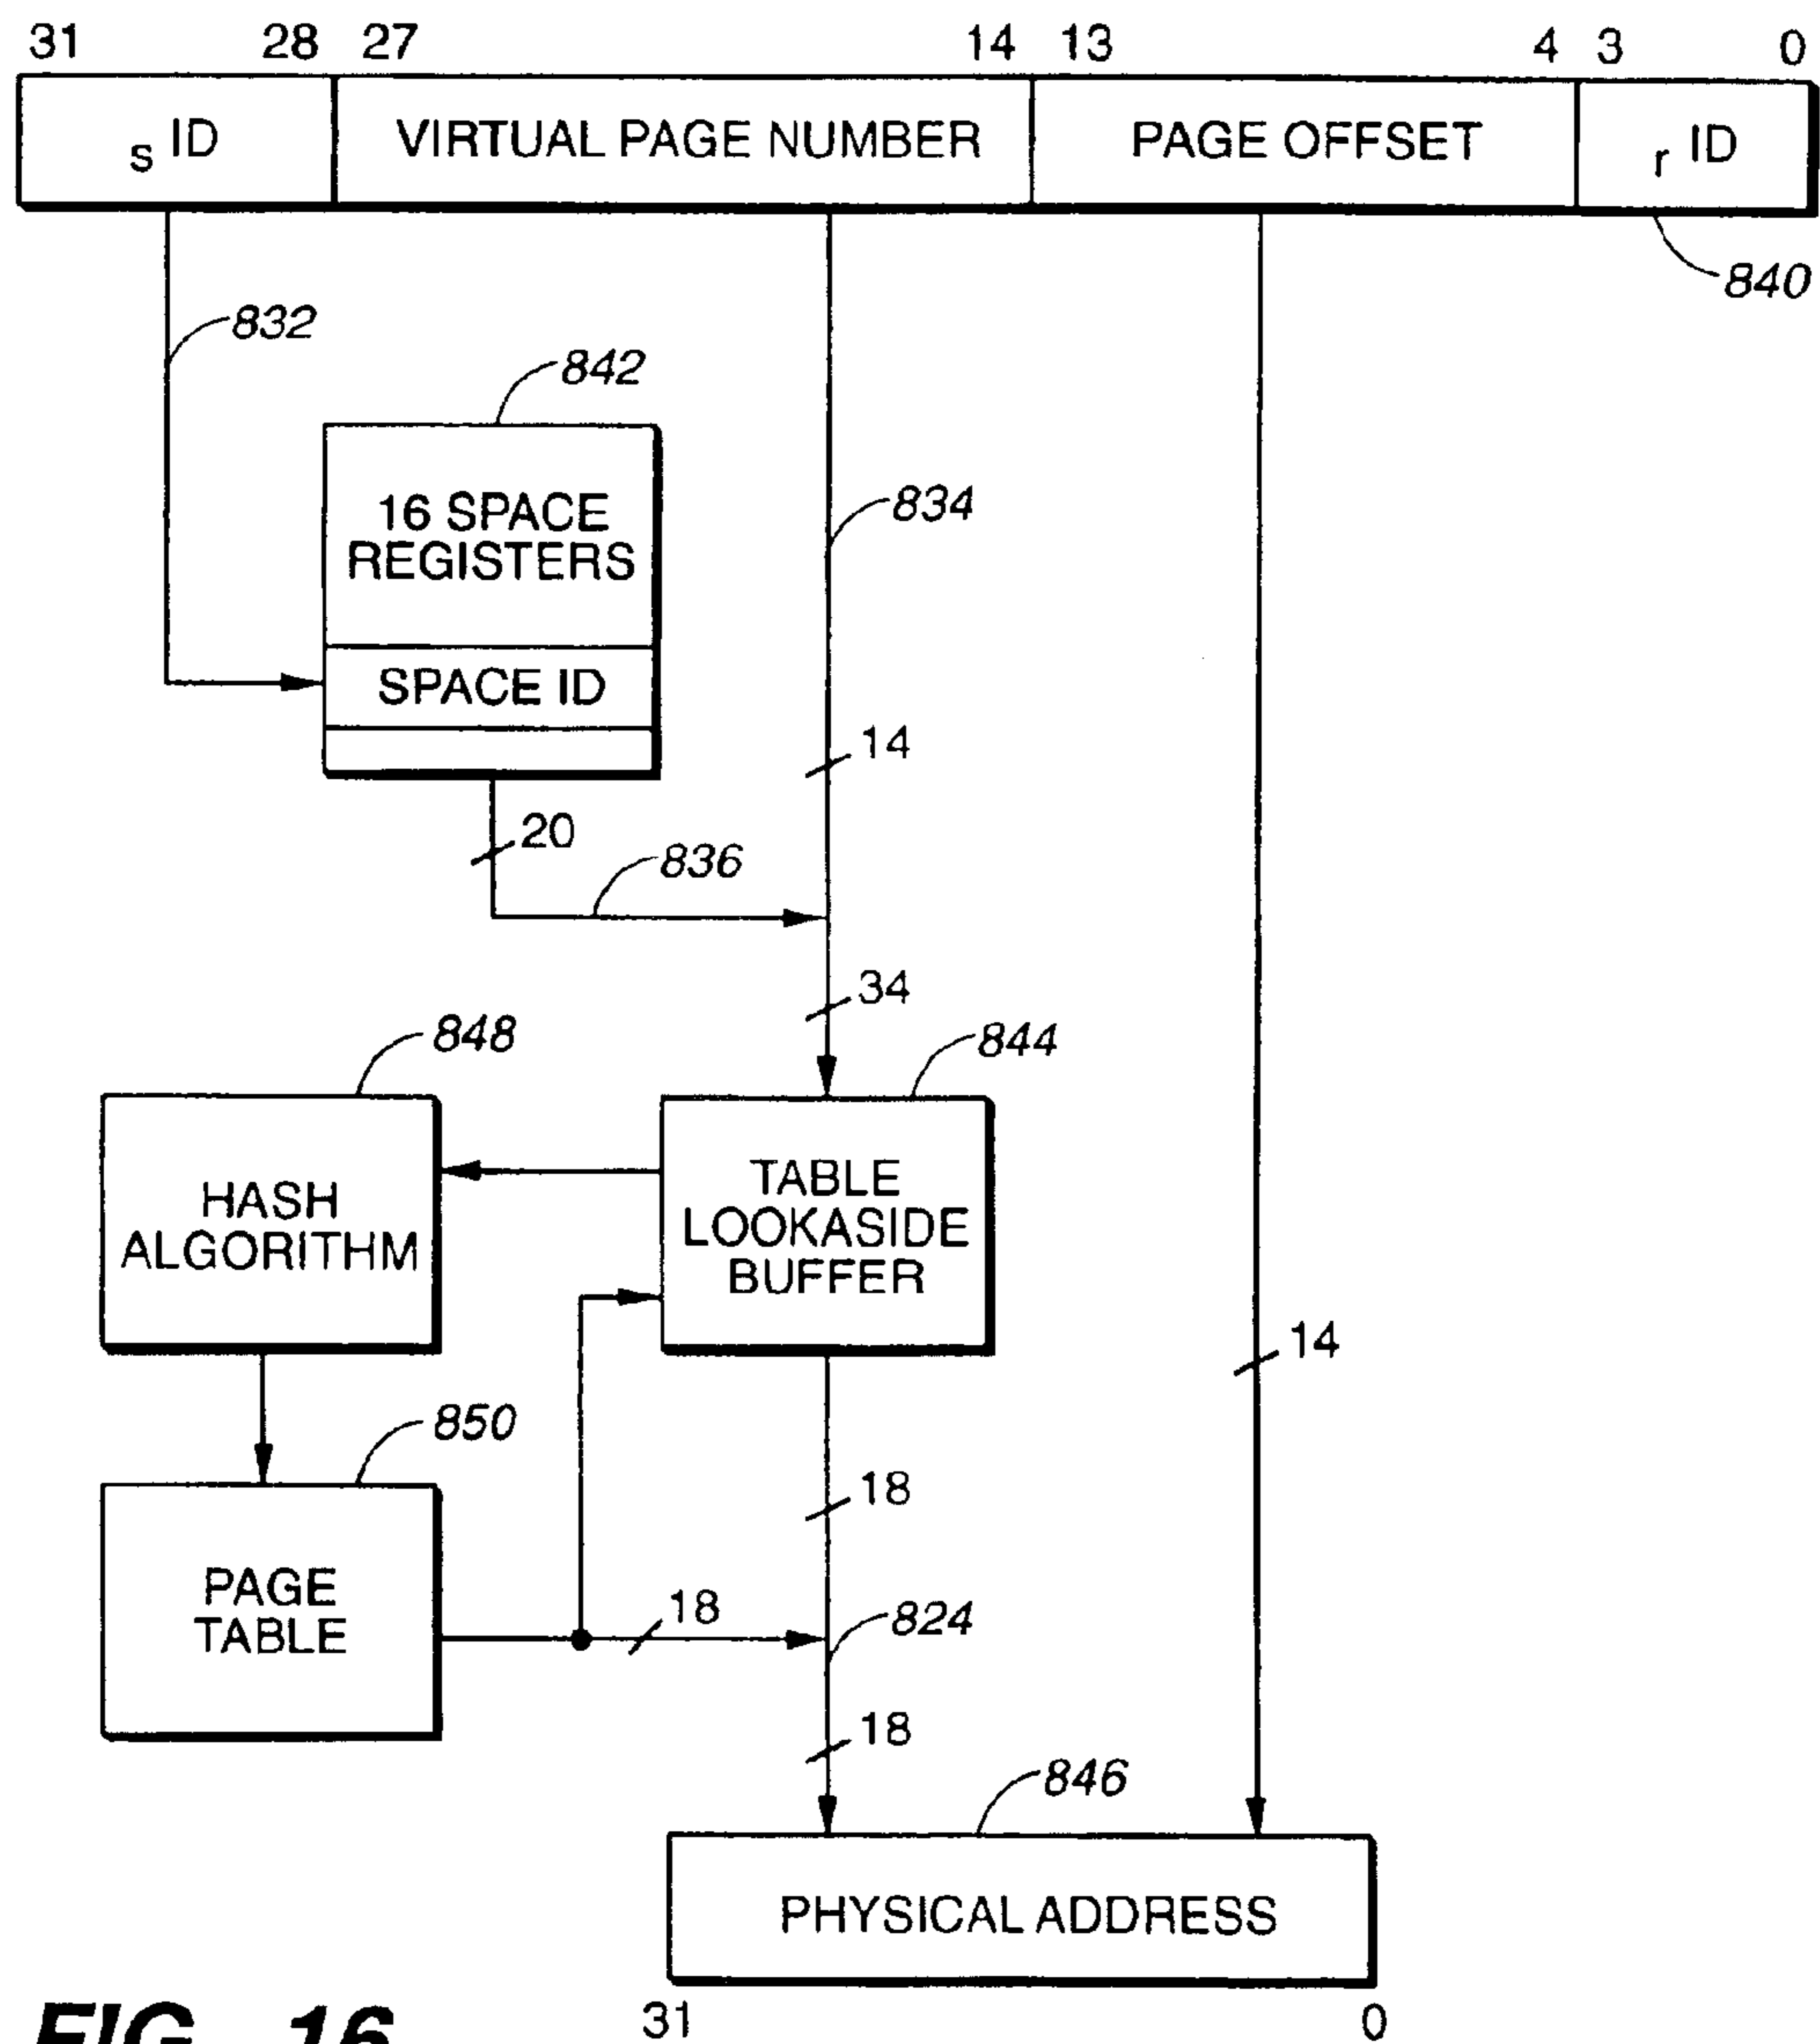 31 28 27 14 13 4 3 0
s ID VIRTUAL PAGE NUMBER PAGE OFFSET r ID
840
832
842
16 SPACE
REGISTERS
834
SPACE ID
14
20
836
34
848
844
HASH
ALGORITHM
TABLE
LOOKASIDE
BUFFER
14
850
18
PAGE
TABLE
18
824
18
846
PHYSICAL ADDRESS
31 0
FIG. 16